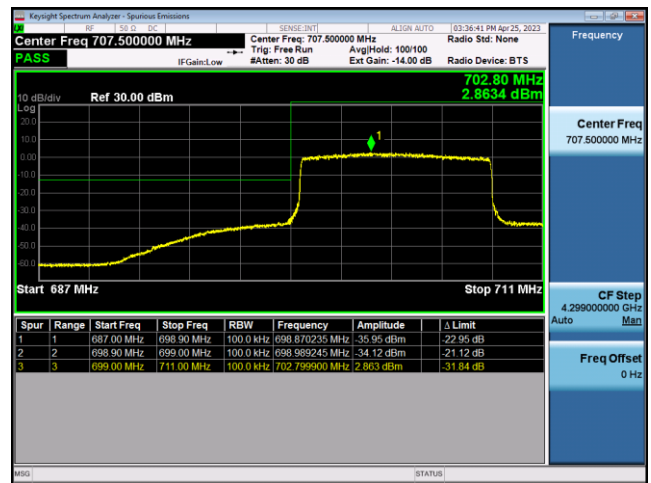 Keysight Spectrum Analyzer - Spurious Emissions
RF 50 Ω DC SENSE:INT ALIGN AUTO 03:36:41 PM Apr 25, 2023
Center Freq 707.500000 MHz
Center Freq: 707.500000 MHz Radio Std: None
Trig: Free Run Avg|Hold: 100/100
PASS IFGain:Low #Atten: 30 dB Ext Gain: -14.00 dB Radio Device: BTS
Frequency
702.80 MHz
10 dB/div Ref 30.00 dBm 2.8634 dBm
Log
20.0
10.0
0.00
-10.0
-20.0
-30.0
-40.0
-50.0
-60.0
1
Start 687 MHz Stop 711 MHz
Spur Range Start Freq Stop Freq RBW Frequency Amplitude Δ Limit
1 1 687.00 MHz 698.90 MHz 100.0 kHz 698.870235 MHz -35.95 dBm -22.95 dB
2 2 698.90 MHz 699.00 MHz 100.0 kHz 698.989245 MHz -34.12 dBm -21.12 dB
3 3 699.00 MHz 711.00 MHz 100.0 kHz 702.799900 MHz 2.863 dBm -31.84 dB
Center Freq
707.500000 MHz
CF Step
4.299000000 GHz
Auto Man
Freq Offset
0 Hz
MSG STATUS